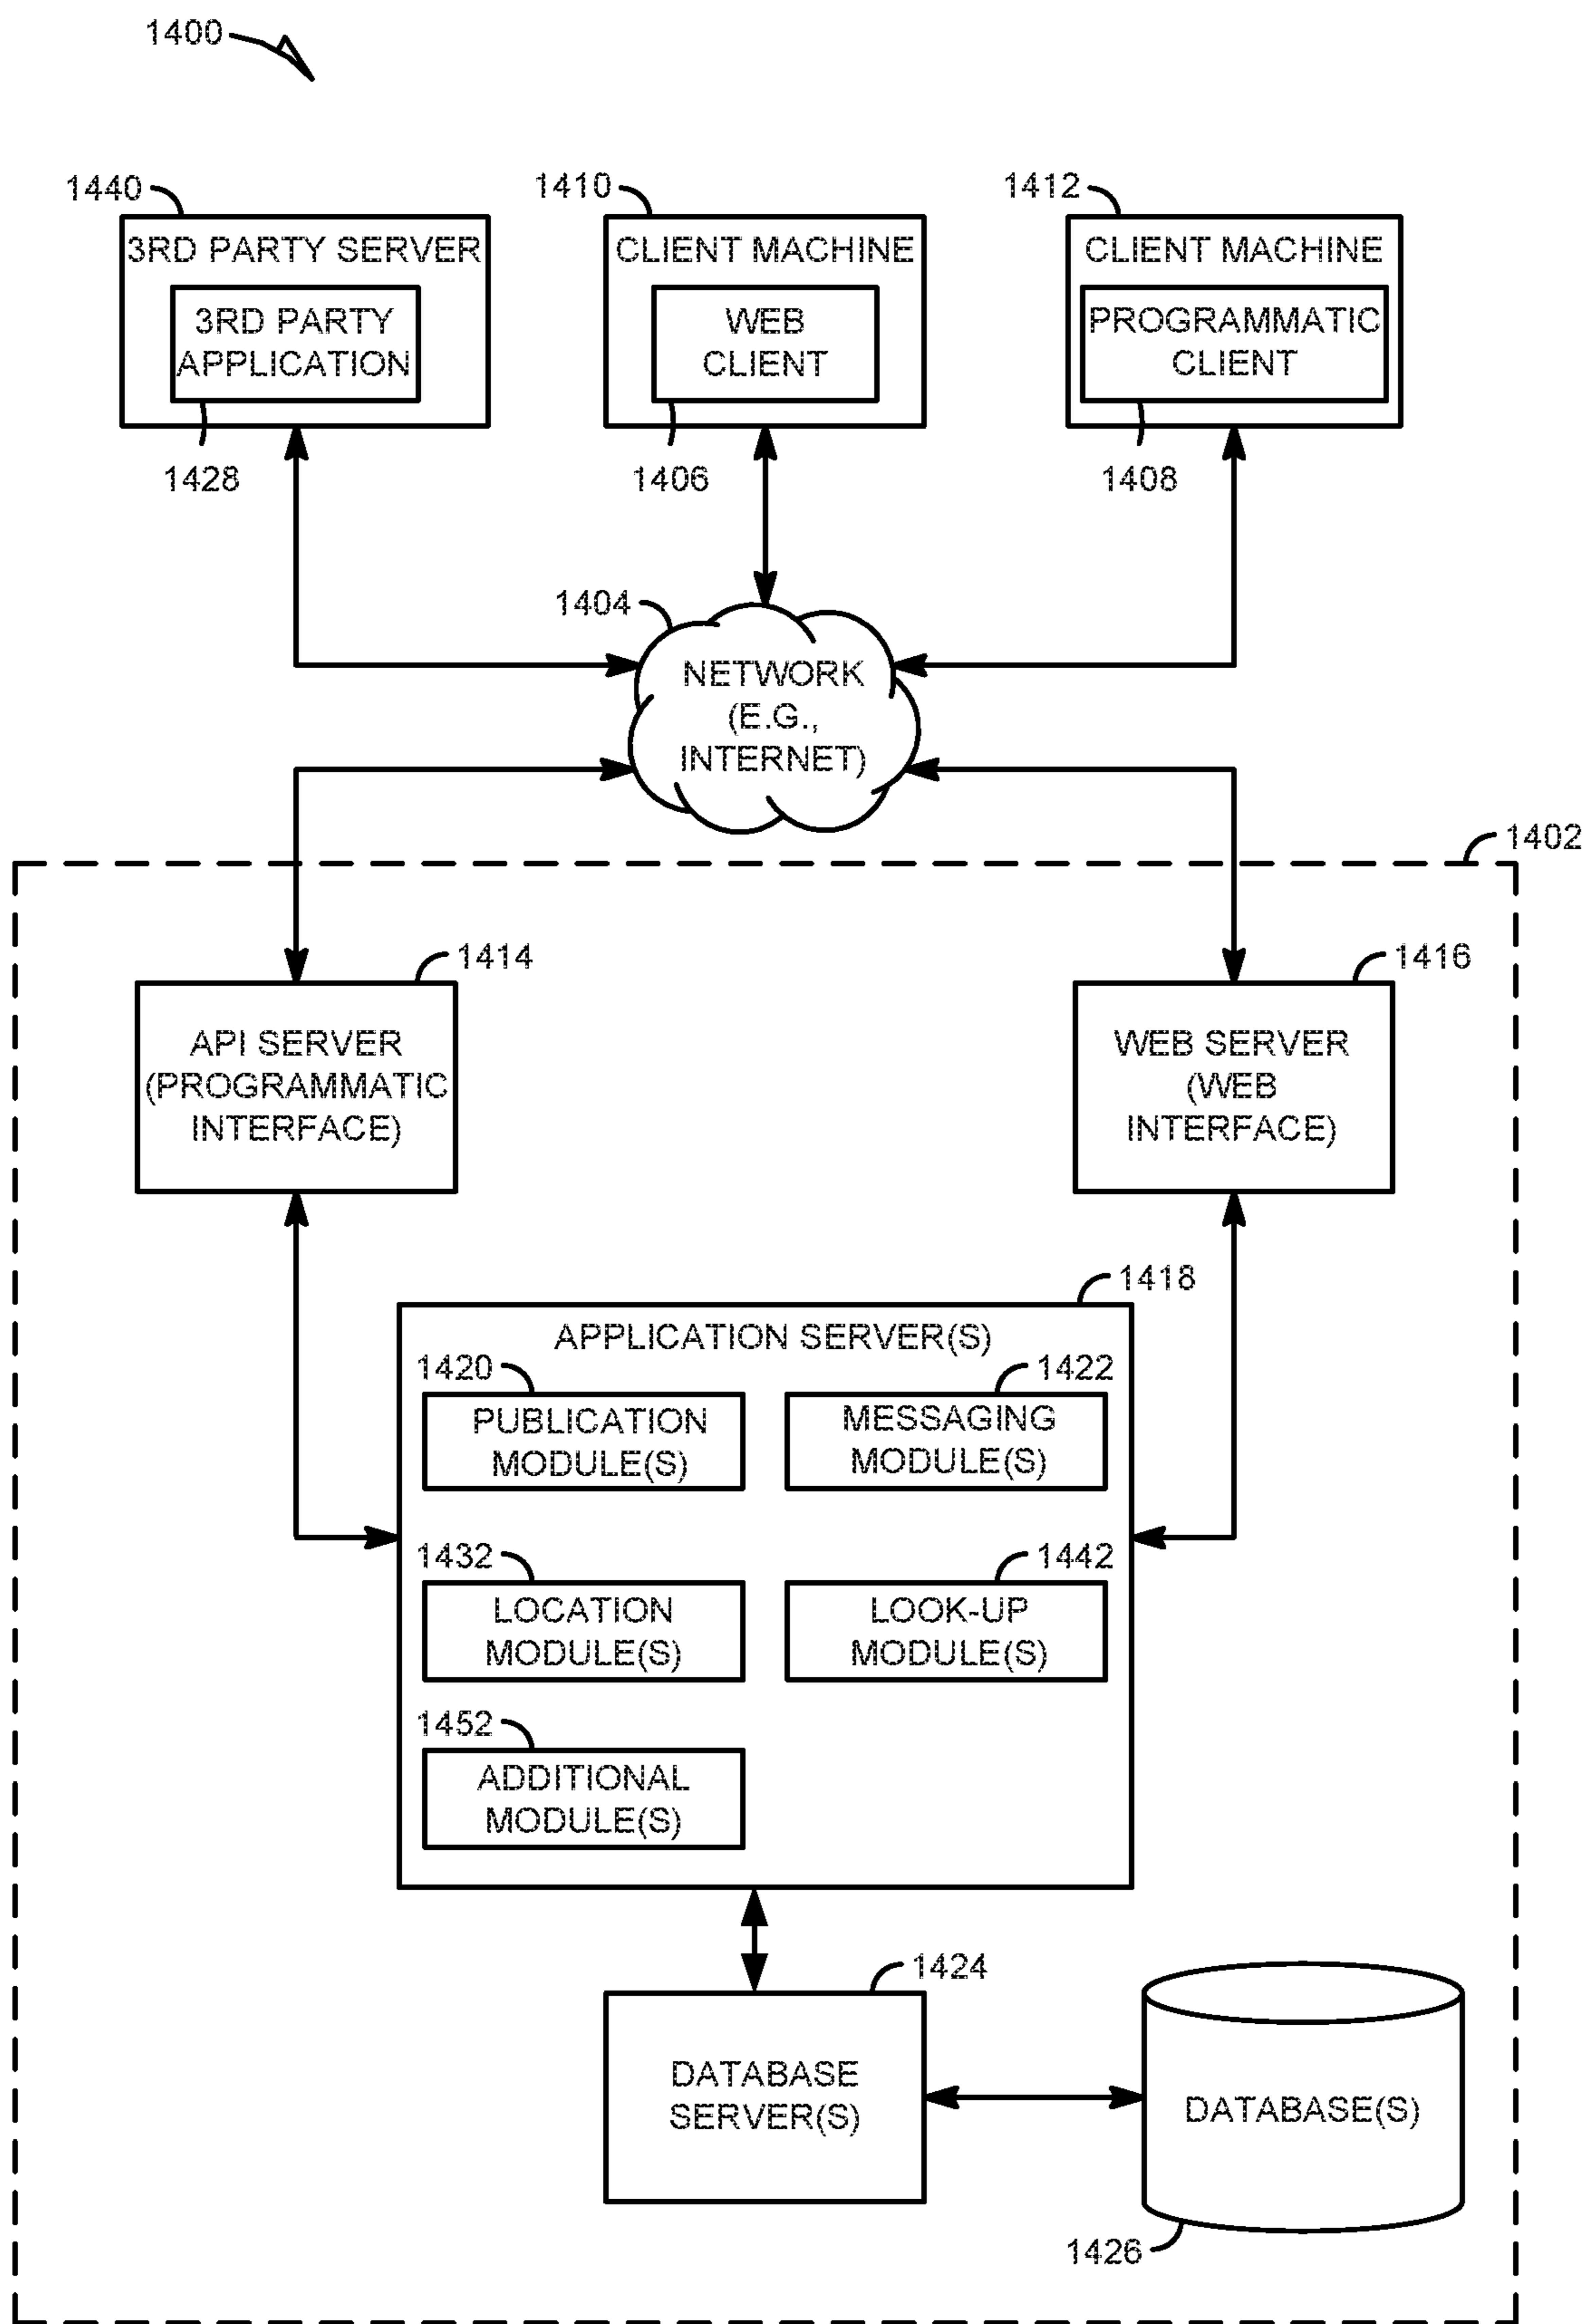 1400
1440
1410
1412
3RD PARTY SERVER
3RD PARTY
APPLICATION
CLIENT MACHINE
WEB
CLIENT
CLIENT MACHINE
PROGRAMMATIC
CLIENT
1428
1406
1408
1404
NETWORK
(E.G.,
INTERNET)
1402
1414
1416
API SERVER
(PROGRAMMATIC
INTERFACE)
WEB SERVER
(WEB
INTERFACE)
1418
APPLICATION SERVER(S)
1420
1422
PUBLICATION
MODULE(S)
MESSAGING
MODULE(S)
1432
1442
LOCATION
MODULE(S)
LOOK-UP
MODULE(S)
1452
ADDITIONAL
MODULE(S)
1424
DATABASE
SERVER(S)
DATABASE(S)
1426